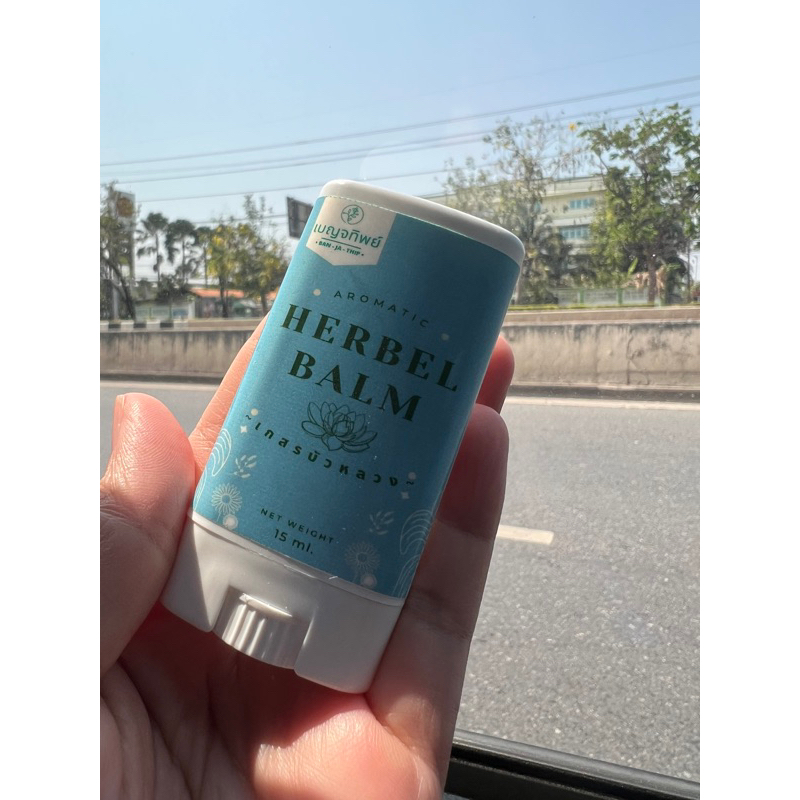 เบญจทิพย์
• BAN - JA - THIP •
AROMATIC
HERBEL
BALM
~เกสรบัวหลวง~
NET WEIGHT
15 ml.